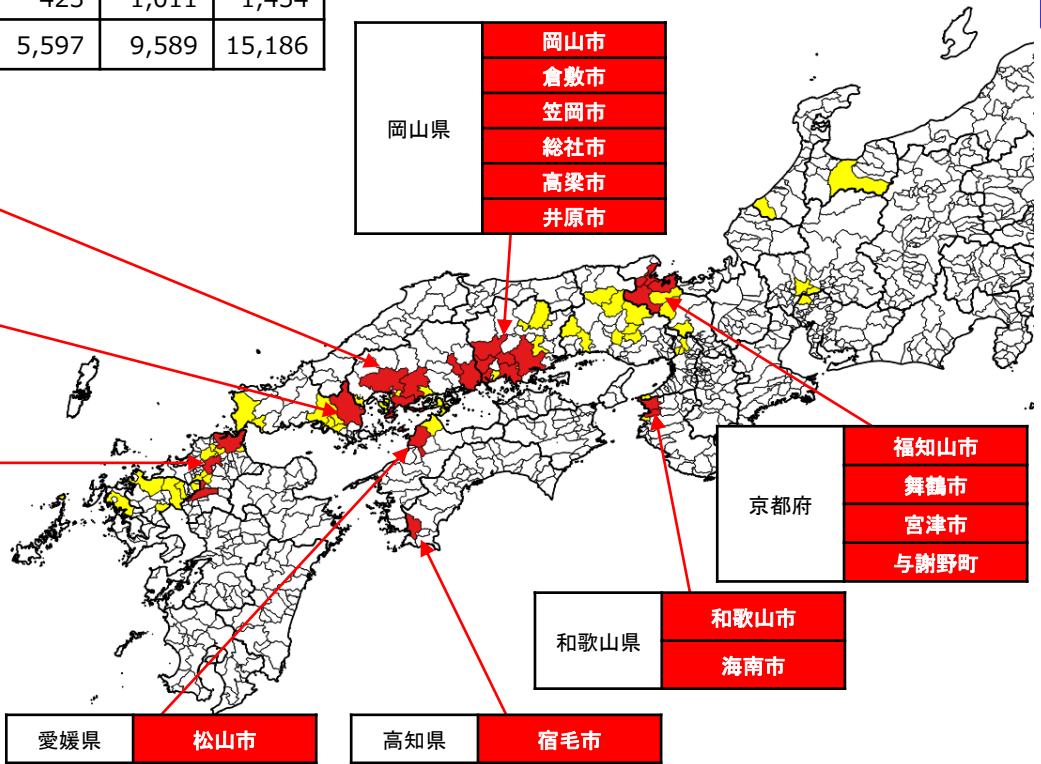 5,597 9,589 15,186
岡山県
岡山市
倉敷市
笠岡市
総社市
高梁市
井原市
京都府
福知山市
舞鶴市
宮津市
与謝野町
和歌山県
和歌山市
海南市
愛媛県 松山市
高知県 宿毛市